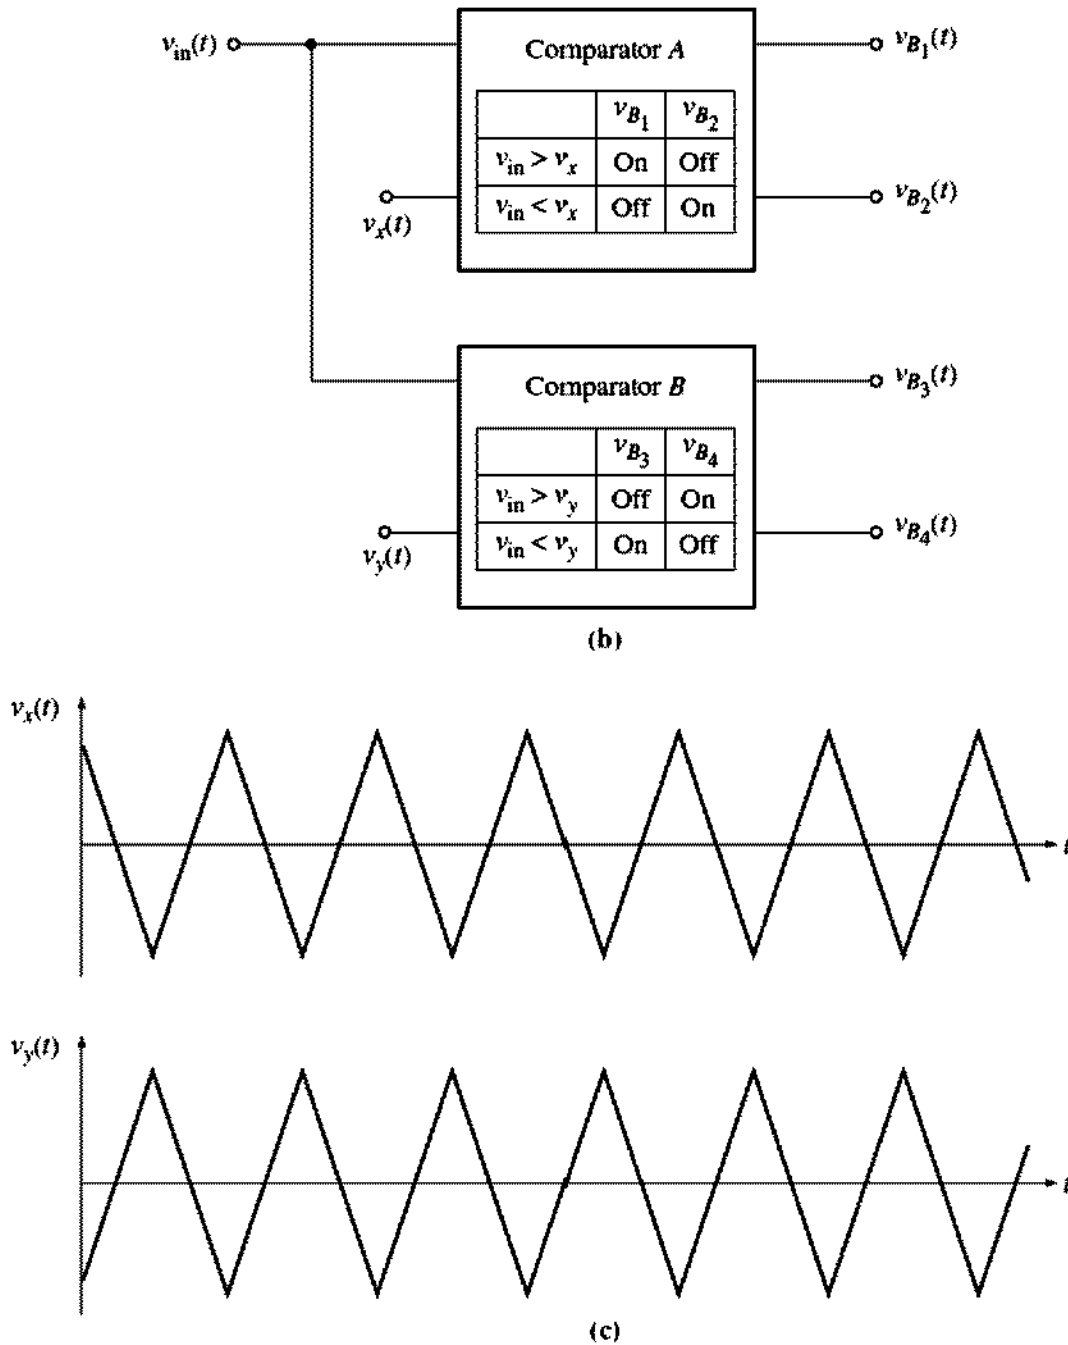 v_in(t)
Comparator A
v_B1(t)
v_B1 v_B2
v_in > v_x On Off
v_in < v_x Off On
v_x(t)
v_B2(t)
Comparator B
v_B3(t)
v_B3 v_B4
v_in > v_y Off On
v_in < v_y On Off
v_y(t)
v_B4(t)
(b)
v_x(t)
t
v_y(t)
t
(c)